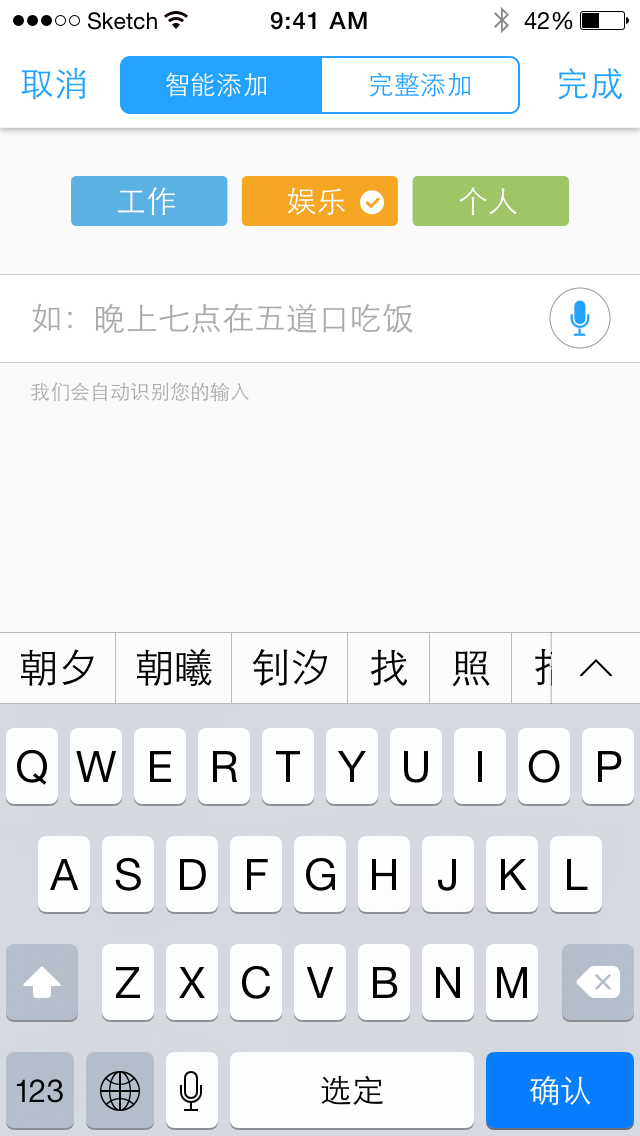 Sketch 9:41 AM 42%
取消 智能添加 完整添加 完成
工作 娱乐 个人
如：晚上七点在五道口吃饭
我们会自动识别您的输入
朝夕 朝曦 钊汐 找 照
Q W E R T Y U I O P
A S D F G H J K L
Z X C V B N M
123 选定 确认